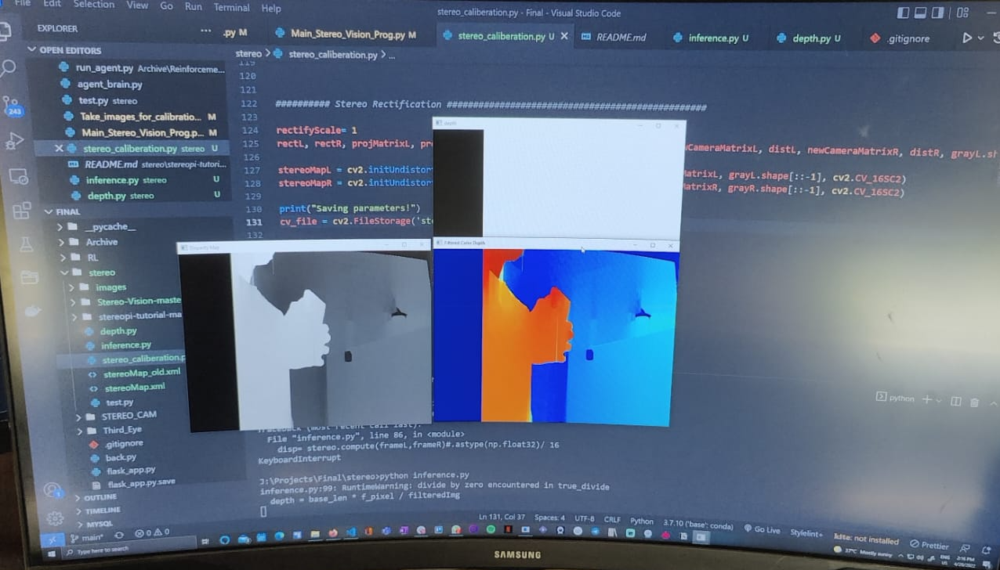 File Edit Selection View Go Run Terminal Help
stereo_caliberation.py - Final - Visual Studio Code
EXPLORER
OPEN EDITORS
run_agent.py Archive\Reinforceme...
agent_brain.py
test.py stereo
Take_images_for_calibratio... M
Main_Stereo_Vision_Prog.p... M
stereo_caliberation.py stereo U
README.md stereo\stereopi-tutori...
inference.py stereo U
depth.py stereo U
FINAL
__pycache__
Archive
RL
stereo
images
Stereo-Vision-maste
stereopi-tutorial-ma
depth.py
inference.py
stereo_caliberation.p
stereoMap_old.xml
stereoMap.xml
test.py
STEREO_CAM
Third_Eye
.gitignore
back.py
flask_app.py
flask_app.py.save
OUTLINE
TIMELINE
MYSQL
243
1
.py M
Main_Stereo_Vision_Prog.py M
stereo_caliberation.py U
README.md
inference.py U
depth.py U
.gitignore
stereo > stereo_caliberation.py > ...
119
120
121
122 ########## Stereo Rectification ################################################
123
124 rectifyScale= 1
125 rectL, rectR, projMatrixL, pr wCameraMatrixL, distL, newCameraMatrixR, distR, grayL.sh
126
127 stereoMapL = cv2.initUndistor MatrixL, grayL.shape[::-1], cv2.CV_16SC2)
128 stereoMapR = cv2.initUndistor MatrixR, grayR.shape[::-1], cv2.CV_16SC2)
129
130 print("Saving parameters!")
131 cv_file = cv2.FileStorage('ste
132
depth
Disparity Map
Filtered Color Depth
python
Traceback (most recent call last):
File "inference.py", line 86, in <module>
disp= stereo.compute(frameL,frameR)#.astype(np.float32)/ 16
KeyboardInterrupt
J:\Projects\Final\stereo>python inference.py
inference.py:99: RuntimeWarning: divide by zero encountered in true_divide
depth = base_len * f_pixel / filteredImg
main* 0 0
Ln 131, Col 37 Spaces: 4 UTF-8 CRLF Python 3.7.10 ('base': conda) Go Live Stylelint+ kite: not installed Prettier
Type here to search
37°C Mostly sunny ENG 2:16 PM
4/20/2022
SAMSUNG